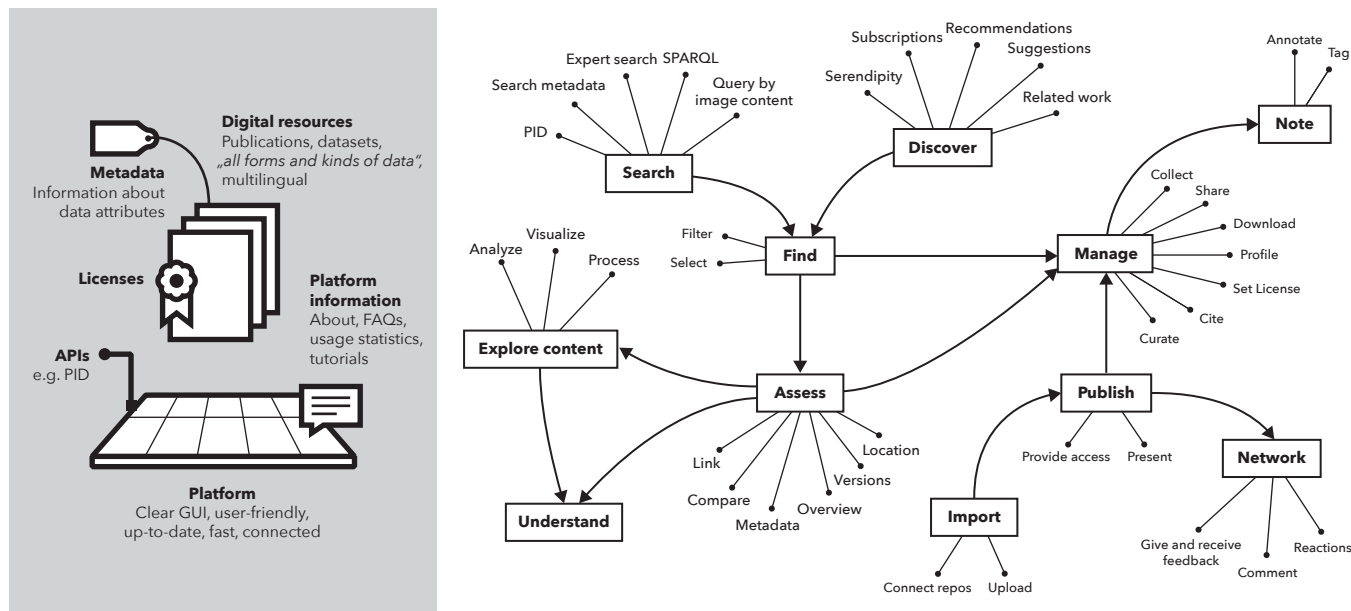 Digital resources
Publications, datasets,
„all forms and kinds of data",
multilingual
Metadata
Information about
data attributes
Licenses
Platform
information
About, FAQs,
usage statistics,
tutorials
APIs
e.g. PID
Platform
Clear GUI, user-friendly,
up-to-date, fast, connected
PID
Search metadata
Expert search
SPARQL
Query by
image content
Search
Serendipity
Subscriptions
Recommendations
Suggestions
Related work
Discover
Annotate
Tag
Note
Filter
Select
Find
Collect
Share
Download
Profile
Set License
Cite
Curate
Manage
Analyze
Visualize
Process
Explore content
Assess
Link
Compare
Metadata
Overview
Versions
Location
Understand
Publish
Provide access
Present
Network
Give and receive
feedback
Comment
Reactions
Import
Connect repos
Upload